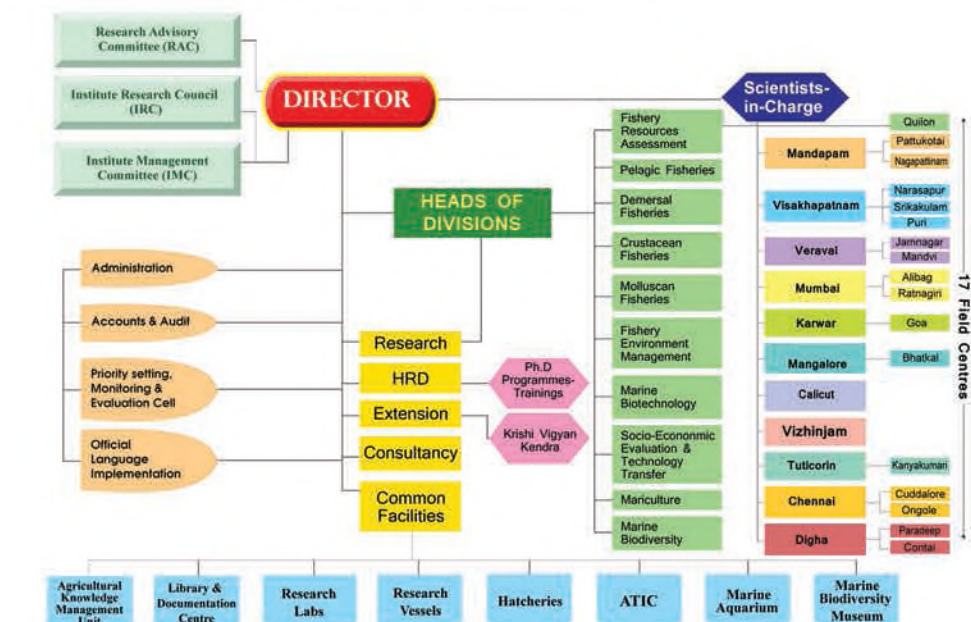 Research Advisory
Committee (RAC)
Institute Research Council
(IRC)
Institute Management
Committee (IMC)
DIRECTOR
Scientists-
in-Charge
HEADS OF
DIVISIONS
Administration
Accounts & Audit
Priority setting,
Monitoring &
Evaluation Cell
Official
Language
Implementation
Research
HRD
Extension
Consultancy
Common
Facilities
Ph.D
Programmes-
Trainings
Krishi Vigyan
Kendra
Fishery
Resources
Assessment
Pelagic Fisheries
Demersal
Fisheries
Crustacean
Fisheries
Molluscan
Fisheries
Fishery
Environment
Management
Marine
Biotechnology
Socio-Econonmic
Evaluation &
Technology
Transfer
Mariculture
Marine
Biodiversity
Quilon
Mandapam
Pattukotai
Nagapattinam
Visakhapatnam
Narasapur
Srikakulam
Puri
Veraval
Jamnagar
Mandvi
Mumbai
Alibag
Ratnagiri
Karwar
Goa
Mangalore
Bhatkal
Calicut
Vizhinjam
Tuticorin
Kanyakumari
Chennai
Cuddalore
Ongole
Digha
Paradeep
Contai
17 Field Centres
Agricultural
Knowledge
Management
Unit
Library &
Documentation
Centre
Research
Labs
Research
Vessels
Hatcheries
ATIC
Marine
Aquarium
Marine
Biodiversity
Museum